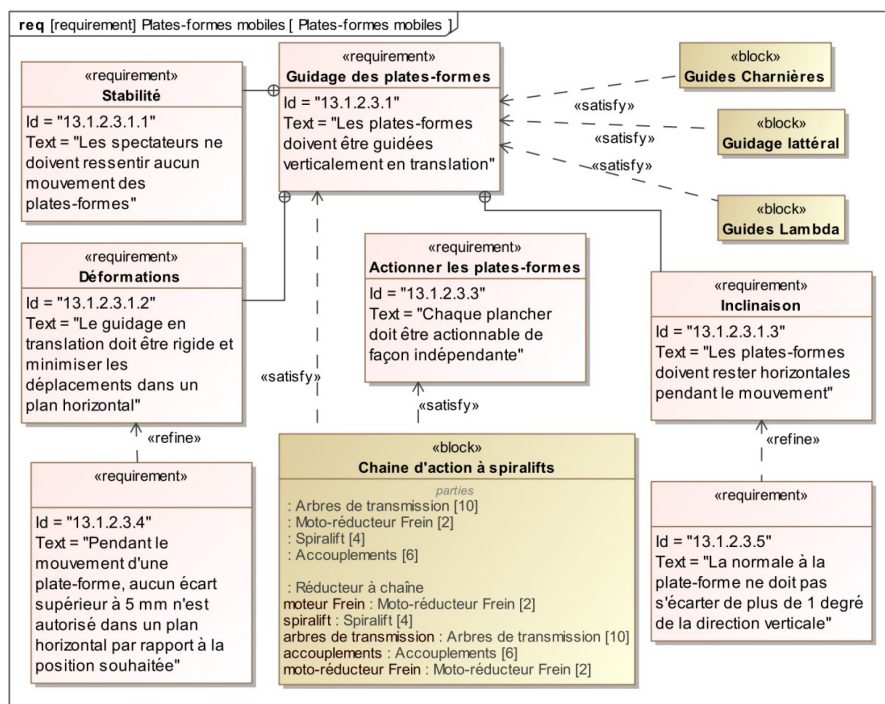 req [requirement] Plates-formes mobiles [ Plates-formes mobiles ]
«requirement»
Stabilité
Id = "13.1.2.3.1.1"
Text = "Les spectateurs ne
doivent ressentir aucun
mouvement des
plates-formes"
«requirement»
Guidage des plates-formes
Id = "13.1.2.3.1"
Text = "Les plates-formes
doivent être guidées
verticalement en translation"
«block»
Guides Charnières
«satisfy»
«block»
Guidage lattéral
«satisfy»
«satisfy»
«block»
Guides Lambda
«requirement»
Déformations
Id = "13.1.2.3.1.2"
Text = "Le guidage en
translation doit être rigide et
minimiser les
déplacements dans un
plan horizontal"
«requirement»
Actionner les plates-formes
Id = "13.1.2.3.3"
Text = "Chaque plancher
doit être actionnable de
façon indépendante"
«requirement»
Inclinaison
Id = "13.1.2.3.1.3"
Text = "Les plates-formes
doivent rester horizontales
pendant le mouvement"
«satisfy»
«satisfy»
«refine»
«refine»
«requirement»
Id = "13.1.2.3.4"
Text = "Pendant le
mouvement d'une
plate-forme, aucun écart
supérieur à 5 mm n'est
autorisé dans un plan
horizontal par rapport à la
position souhaitée"
«block»
Chaine d'action à spiralifts
parties
: Arbres de transmission [10]
: Moto-réducteur Frein [2]
: Spiralift [4]
: Accouplements [6]
: Réducteur à chaîne
moteur Frein : Moto-réducteur Frein [2]
spiralift : Spiralift [4]
arbres de transmission : Arbres de transmission [10]
accouplements : Accouplements [6]
moto-réducteur Frein : Moto-réducteur Frein [2]
«requirement»
Id = "13.1.2.3.5"
Text = "La normale à la
plate-forme ne doit pas
s'écarter de plus de 1 degré
de la direction verticale"